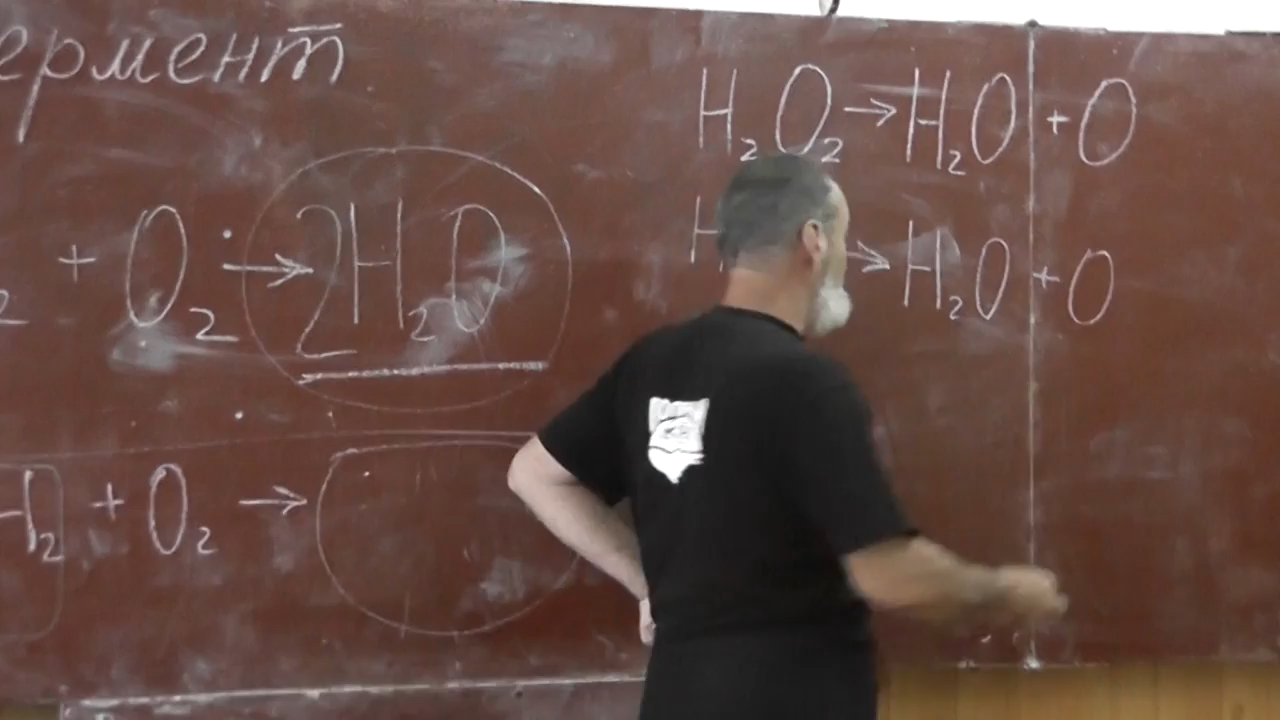 ермент
+ O₂ → 2H₂O
H₂ + O₂ →
H₂O₂ → H₂O + O
H → H₂O + O